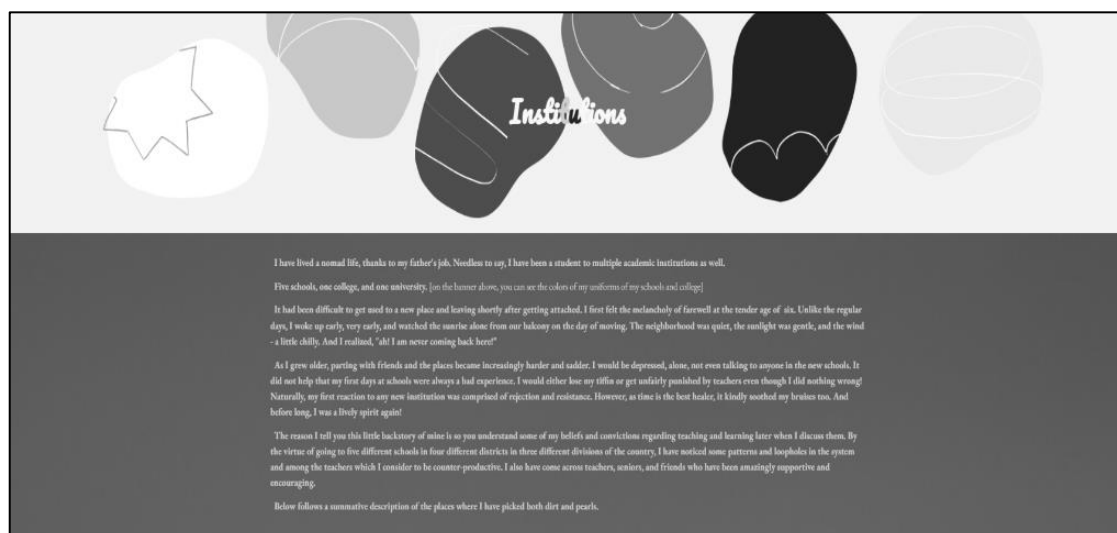 Institutions
I have lived a nomad life, thanks to my father's job. Needless to say, I have been a student to multiple academic institutions as well.
Five schools, one college, and one university. [on the banner above, you can see the colors of my uniforms of my schools and college]
It had been difficult to get used to a new place and leaving shortly after getting attached. I first felt the melancholy of farewell at the tender age of six. Unlike the regular
days, I woke up early, very early, and watched the sunrise alone from our balcony on the day of moving. The neighborhood was quiet, the sunlight was gentle, and the wind
- a little chilly. And I realized, "ah! I am never coming back here!"
As I grew older, parting with friends and the places became increasingly harder and sadder. I would be depressed, alone, not even talking to anyone in the new schools. It
did not help that my first days at schools were always a bad experience. I would either lose my tiffin or get unfairly punished by teachers even though I did nothing wrong!
Naturally, my first reaction to any new institution was comprised of rejection and resistance. However, as time is the best healer, it kindly soothed my bruises too. And
before long, I was a lively spirit again!
The reason I tell you this little backstory of mine is so you understand some of my beliefs and convictions regarding teaching and learning later when I discuss them. By
the virtue of going to five different schools in four different districts in three different divisions of the country, I have noticed some patterns and loopholes in the system
and among the teachers which I consider to be counter-productive. I also have come across teachers, seniors, and friends who have been amazingly supportive and
encouraging.
Below follows a summative description of the places where I have picked both dirt and pearls.